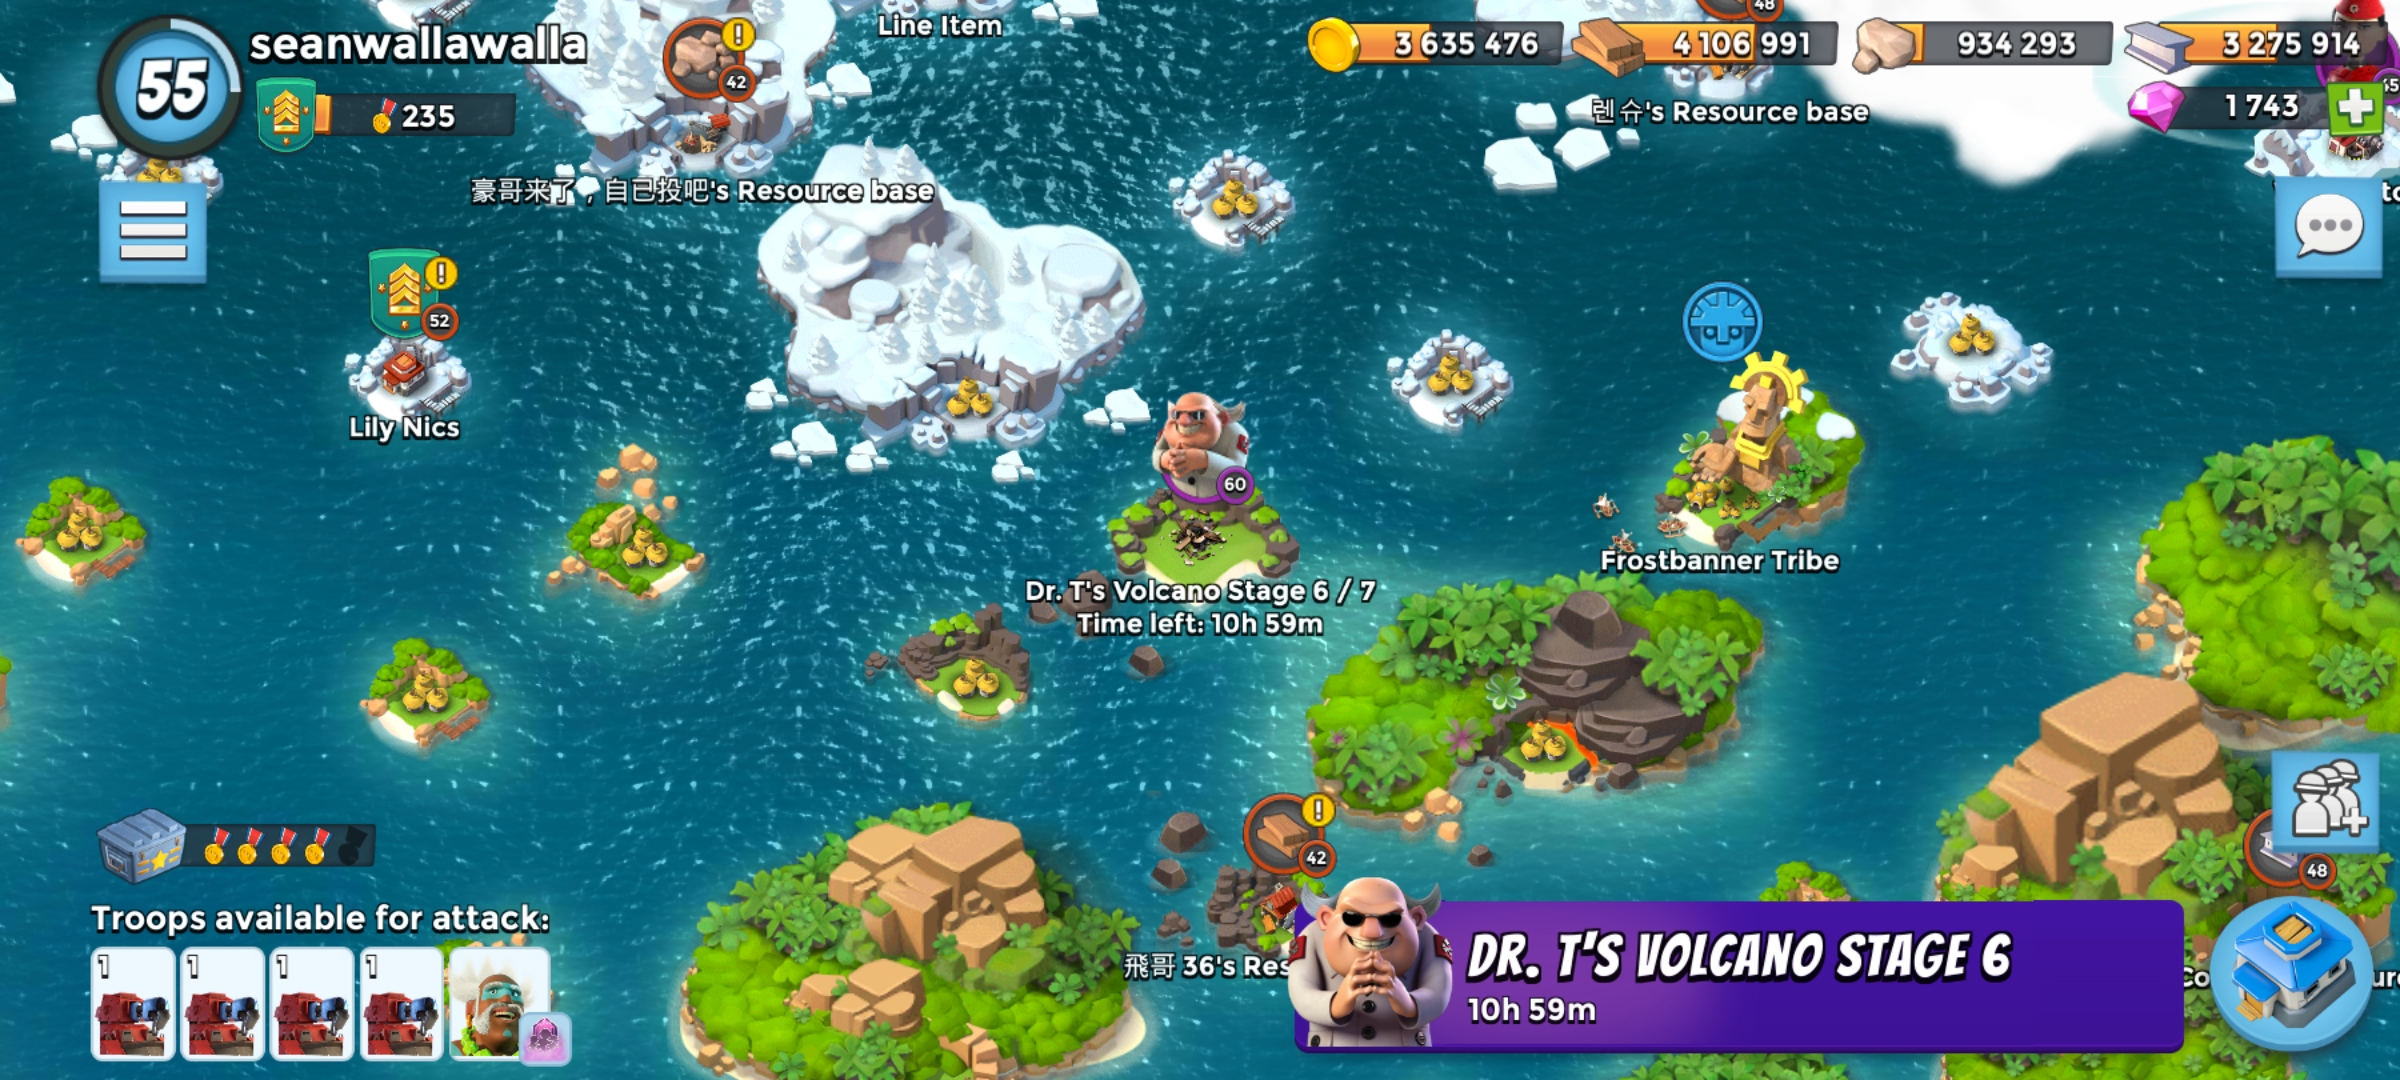 55
seanwallawalla
235
42
Line Item
48
3 635 476
4 106 991
934 293
3 275 914
1 743
렌슈's Resource base
豪哥来了，自已投吧's Resource base
52
Lily Nics
60
Dr. T's Volcano Stage 6 / 7
Time left: 10h 59m
Frostbanner Tribe
42
48
飛哥 36's Res
Troops available for attack:
1
1
1
1
DR. T'S VOLCANO STAGE 6
10h 59m